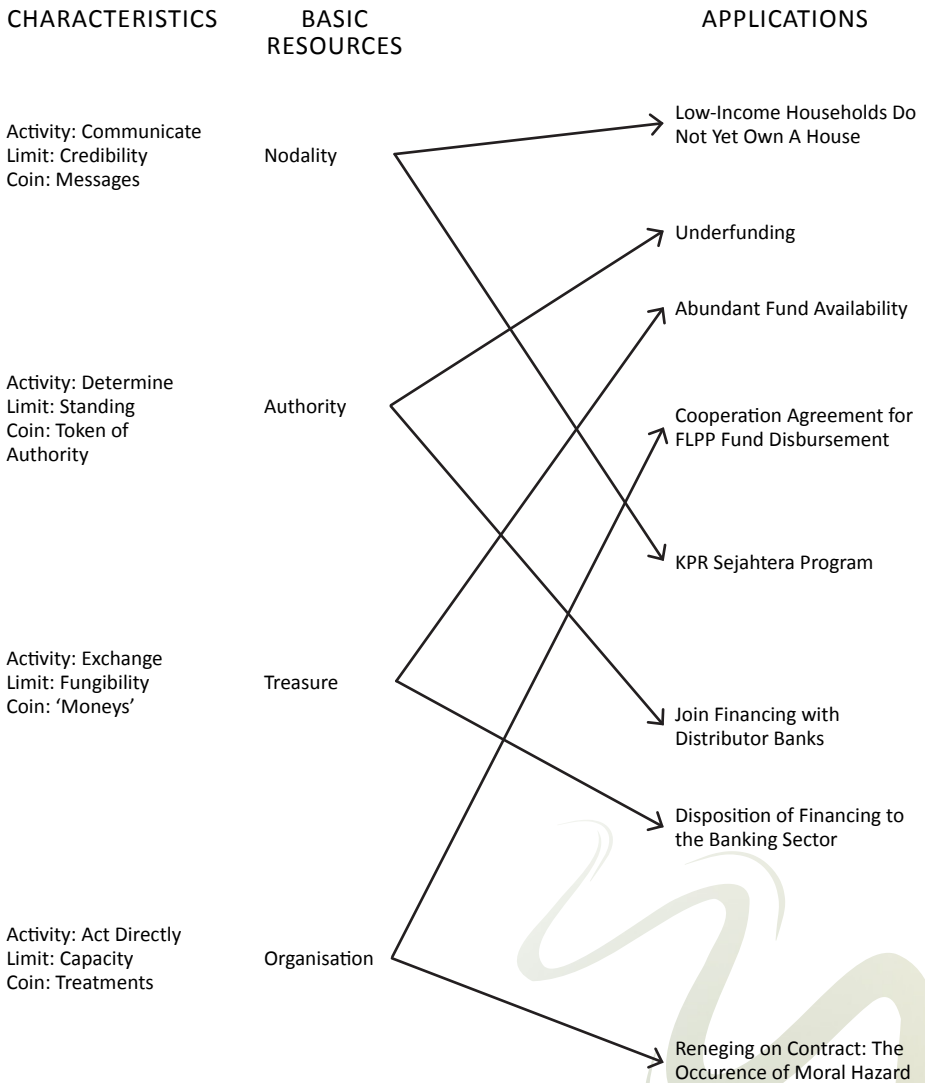 CHARACTERISTICS
BASIC
RESOURCES
APPLICATIONS
Activity: Communicate
Limit: Credibility
Coin: Messages
Nodality
Low-Income Households Do
Not Yet Own A House
Underfunding
Abundant Fund Availability
Activity: Determine
Limit: Standing
Coin: Token of
Authority
Authority
Cooperation Agreement for
FLPP Fund Disbursement
KPR Sejahtera Program
Activity: Exchange
Limit: Fungibility
Coin: ‘Moneys’
Treasure
Join Financing with
Distributor Banks
Disposition of Financing to
the Banking Sector
Activity: Act Directly
Limit: Capacity
Coin: Treatments
Organisation
Reneging on Contract: The
Occurence of Moral Hazard